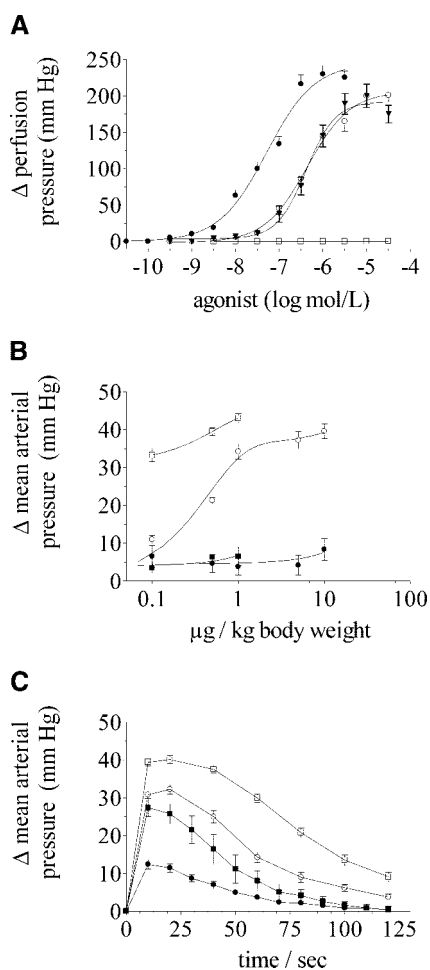 A
Δ perfusion
pressure (mm Hg)
250
200
150
100
50
0
-10 -9 -8 -7 -6 -5 -4
agonist (log mol/L)
B
Δ mean arterial
pressure (mm Hg)
50
40
30
20
10
0
0.1 1 10 100
µg / kg body weight
C
Δ mean arterial
pressure (mm Hg)
50
40
30
20
10
0
0 25 50 75 100 125
time / sec